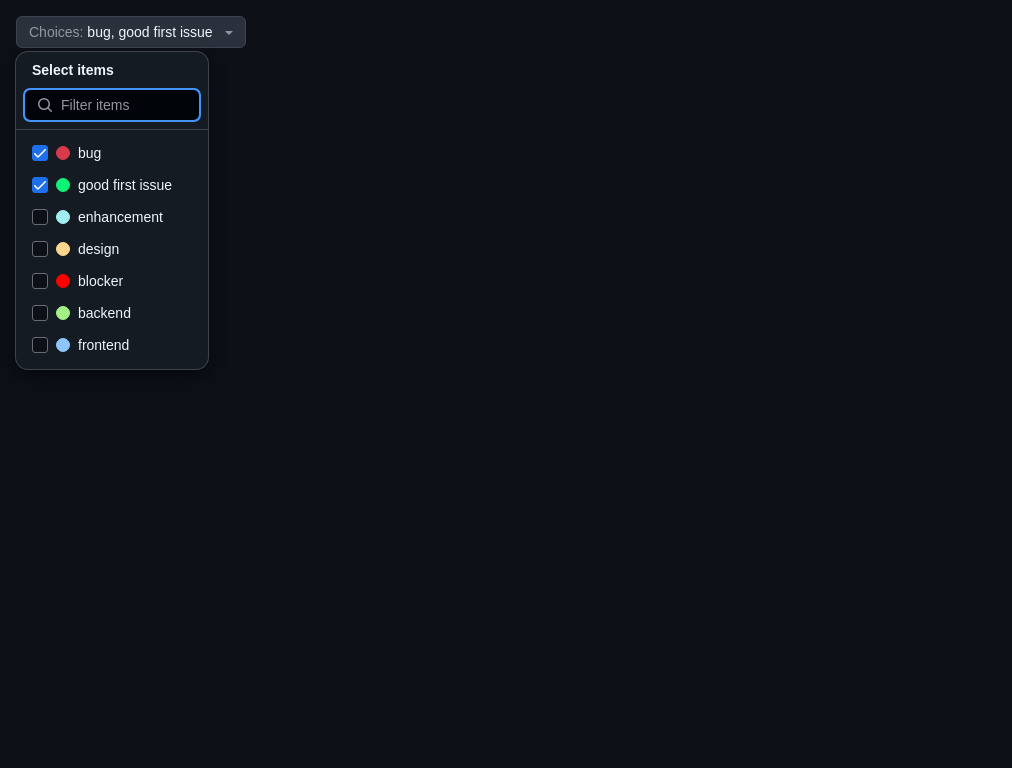 Choices: bug, good first issue
Select items
Filter items
bug
good first issue
enhancement
design
blocker
backend
frontend